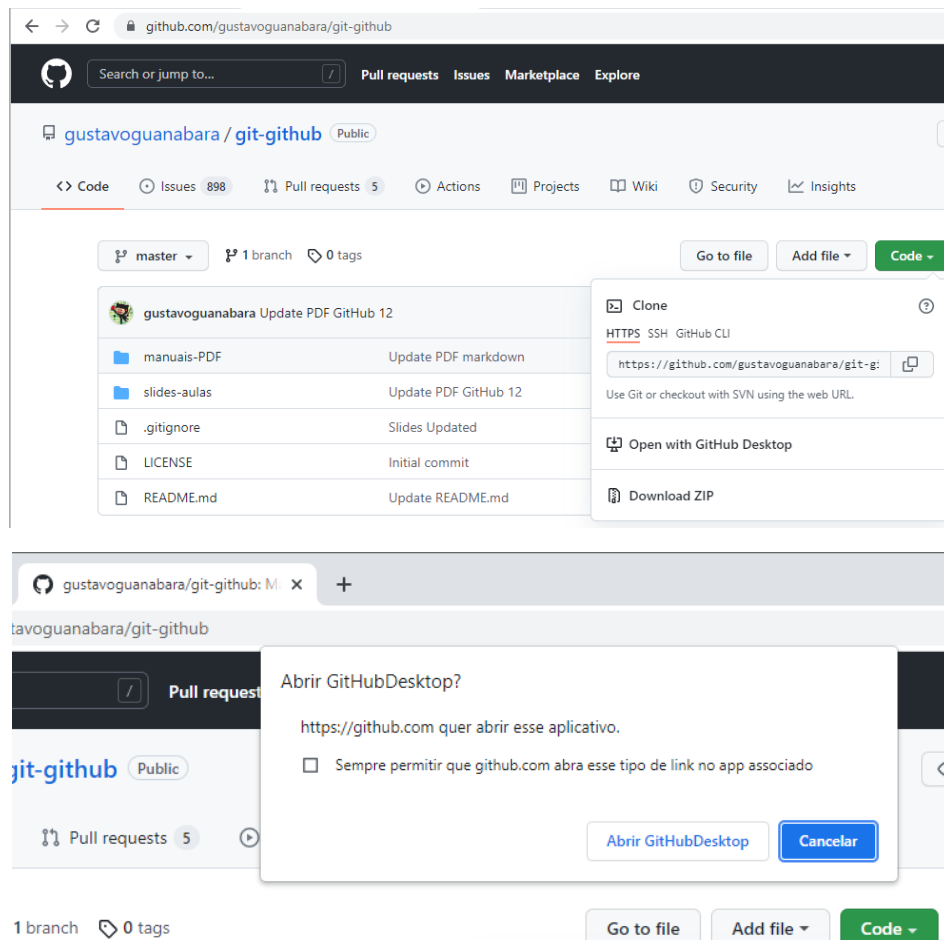 github.com/gustavoguanabara/git-github
Search or jump to... / Pull requests Issues Marketplace Explore
gustavoguanabara / git-github Public
<> Code Issues 898 Pull requests 5 Actions Projects Wiki Security Insights
master 1 branch 0 tags Go to file Add file Code
gustavoguanabara Update PDF GitHub 12
manuais-PDF Update PDF markdown
slides-aulas Update PDF GitHub 12
.gitignore Slides Updated
LICENSE Initial commit
README.md Update README.md
Clone ?
HTTPS SSH GitHub CLI
https://github.com/gustavoguanabara/git-g
Use Git or checkout with SVN using the web URL.
Open with GitHub Desktop
Download ZIP
gustavoguanabara/git-github: M
tavoguanabara/git-github
/ Pull request
git-github Public
Pull requests 5
Abrir GitHubDesktop?
https://github.com quer abrir esse aplicativo.
Sempre permitir que github.com abra esse tipo de link no app associado
Abrir GitHubDesktop Cancelar
1 branch 0 tags Go to file Add file Code